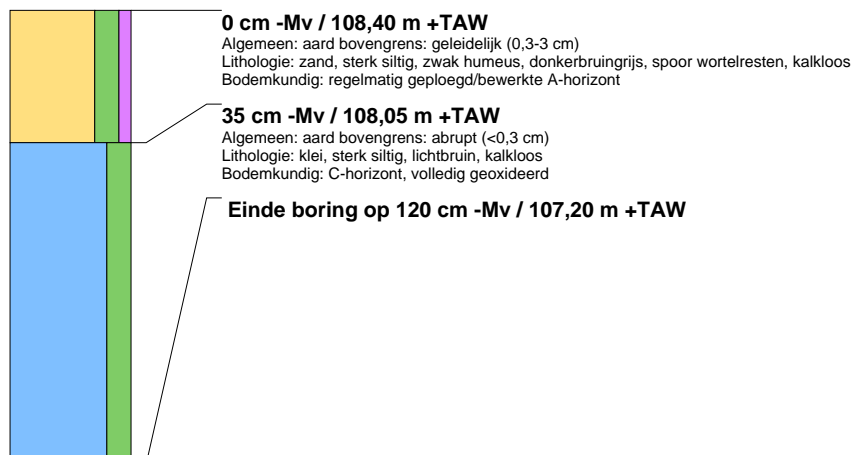 0 cm -Mv / 108,40 m +TAW
Algemeen: aard bovengrens: geleidelijk (0,3-3 cm)
Lithologie: zand, sterk siltig, zwak humeus, donkerbruingrijs, spoor wortelresten, kalkloos
Bodemkundig: regelmatig geploegd/bewerkte A-horizont
35 cm -Mv / 108,05 m +TAW
Algemeen: aard bovengrens: abrupt (<0,3 cm)
Lithologie: klei, sterk siltig, lichtbruin, kalkloos
Bodemkundig: C-horizont, volledig geoxideerd
Einde boring op 120 cm -Mv / 107,20 m +TAW